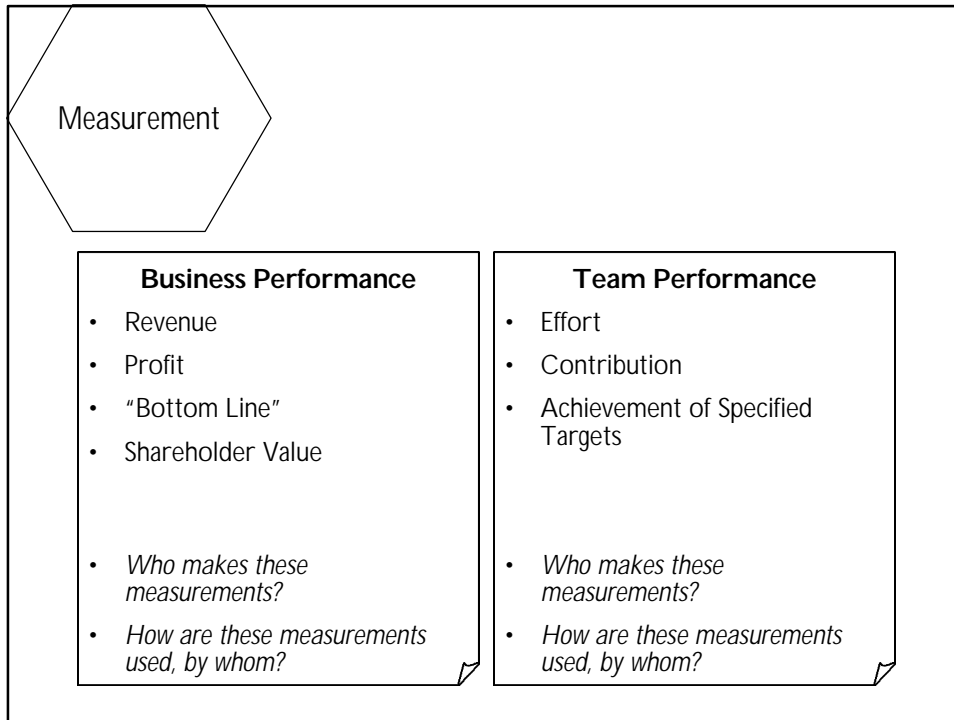 Measurement
Business Performance
• Revenue
• Profit
• “Bottom Line”
• Shareholder Value
• Who makes these
measurements?
• How are these measurements
used, by whom?
Team Performance
• Effort
• Contribution
• Achievement of Specified
Targets
• Who makes these
measurements?
• How are these measurements
used, by whom?